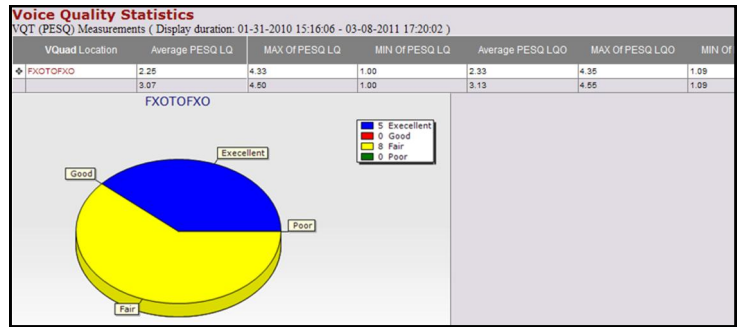 Voice Quality Statistics
VQT (PESQ) Measurements ( Display duration: 01-31-2010 15:16:06 - 03-08-2011 17:20:02 )
VQuad Location Average PESQ LQ MAX Of PESQ LQ MIN Of PESQ LQ Average PESQ LQO MAX Of PESQ LQO MIN Of
FXOTOFXO 2.25 4.33 1.00 2.33 4.35 1.09
3.07 4.50 1.00 3.13 4.55 1.09
FXOTOFXO
5 Execellent
0 Good
8 Fair
0 Poor
Execellent
Good
Poor
Fair